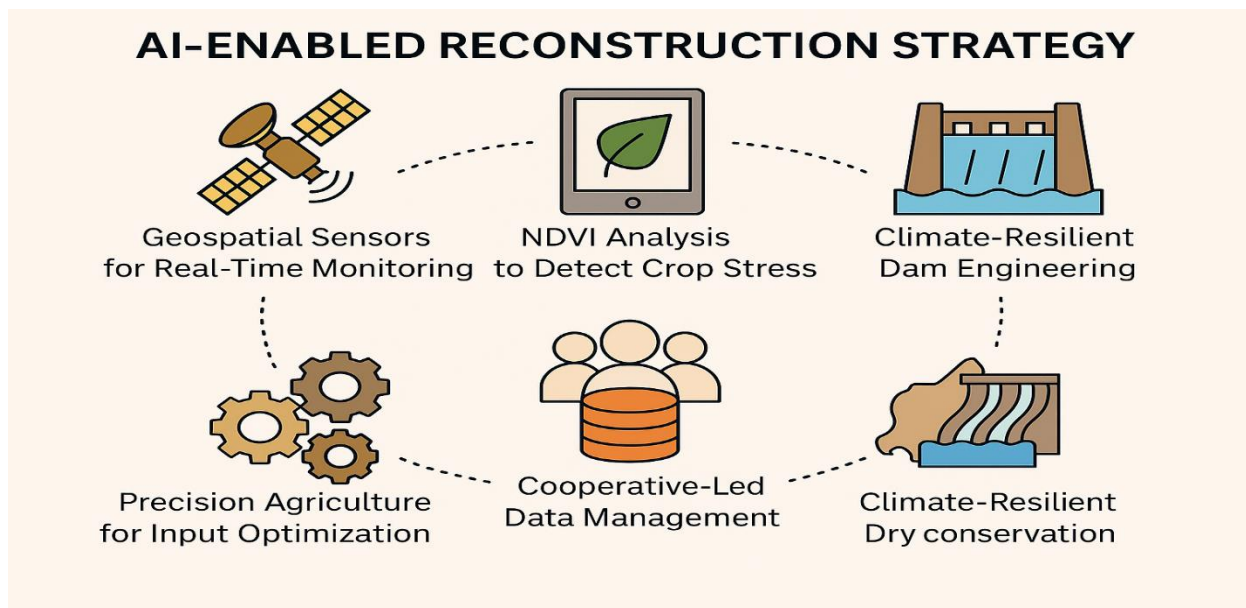 AI-ENABLED RECONSTRUCTION STRATEGY
Geospatial Sensors
for Real-Time Monitoring
NDVI Analysis
to Detect Crop Stress
Climate-Resilient
Dam Engineering
Precision Agriculture
for Input Optimization
Cooperative-Led
Data Management
Climate-Resilient
Dry conservation